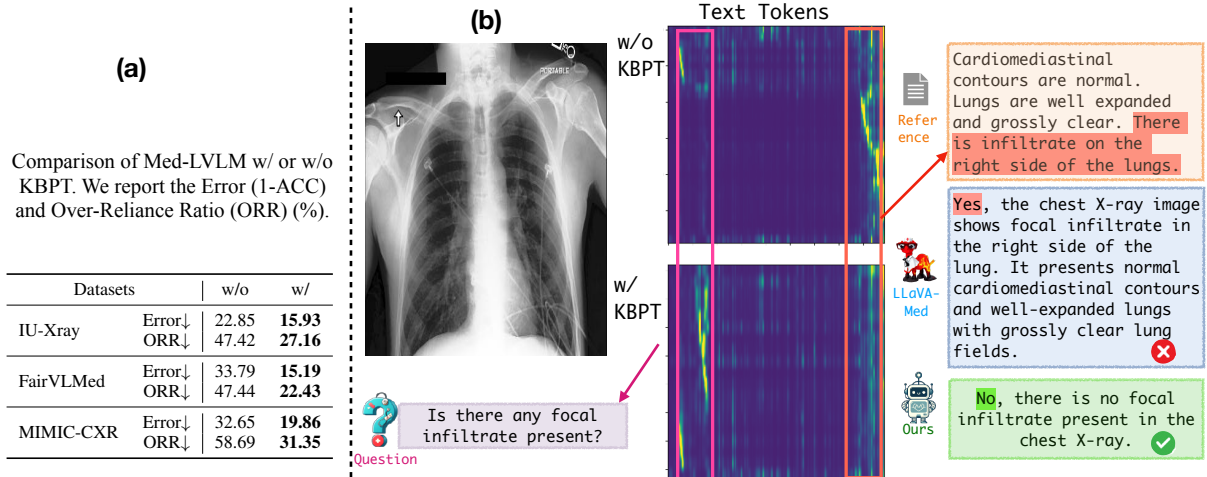 (a)
Comparison of Med-LVLM w/ or w/o
KBPT. We report the Error (1-ACC)
and Over-Reliance Ratio (ORR) (%).
Datasets w/o w/
IU-Xray Error↓ 22.85 15.93
ORR↓ 47.42 27.16
FairVLMed Error↓ 33.79 15.19
ORR↓ 47.44 22.43
MIMIC-CXR Error↓ 32.65 19.86
ORR↓ 58.69 31.35
(b)
PORTABLE
Text Tokens
w/o
KBPT
w/
KBPT
Question
Is there any focal
infiltrate present?
Refer
ence
Cardiomediastinal
contours are normal.
Lungs are well expanded
and grossly clear. There
is infiltrate on the
right side of the lungs.
LLaVA-
Med
Yes, the chest X-ray image
shows focal infiltrate in
the right side of the
lung. It presents normal
cardiomediastinal contours
and well-expanded lungs
with grossly clear lung
fields.
Ours
No, there is no focal
infiltrate present in the
chest X-ray.